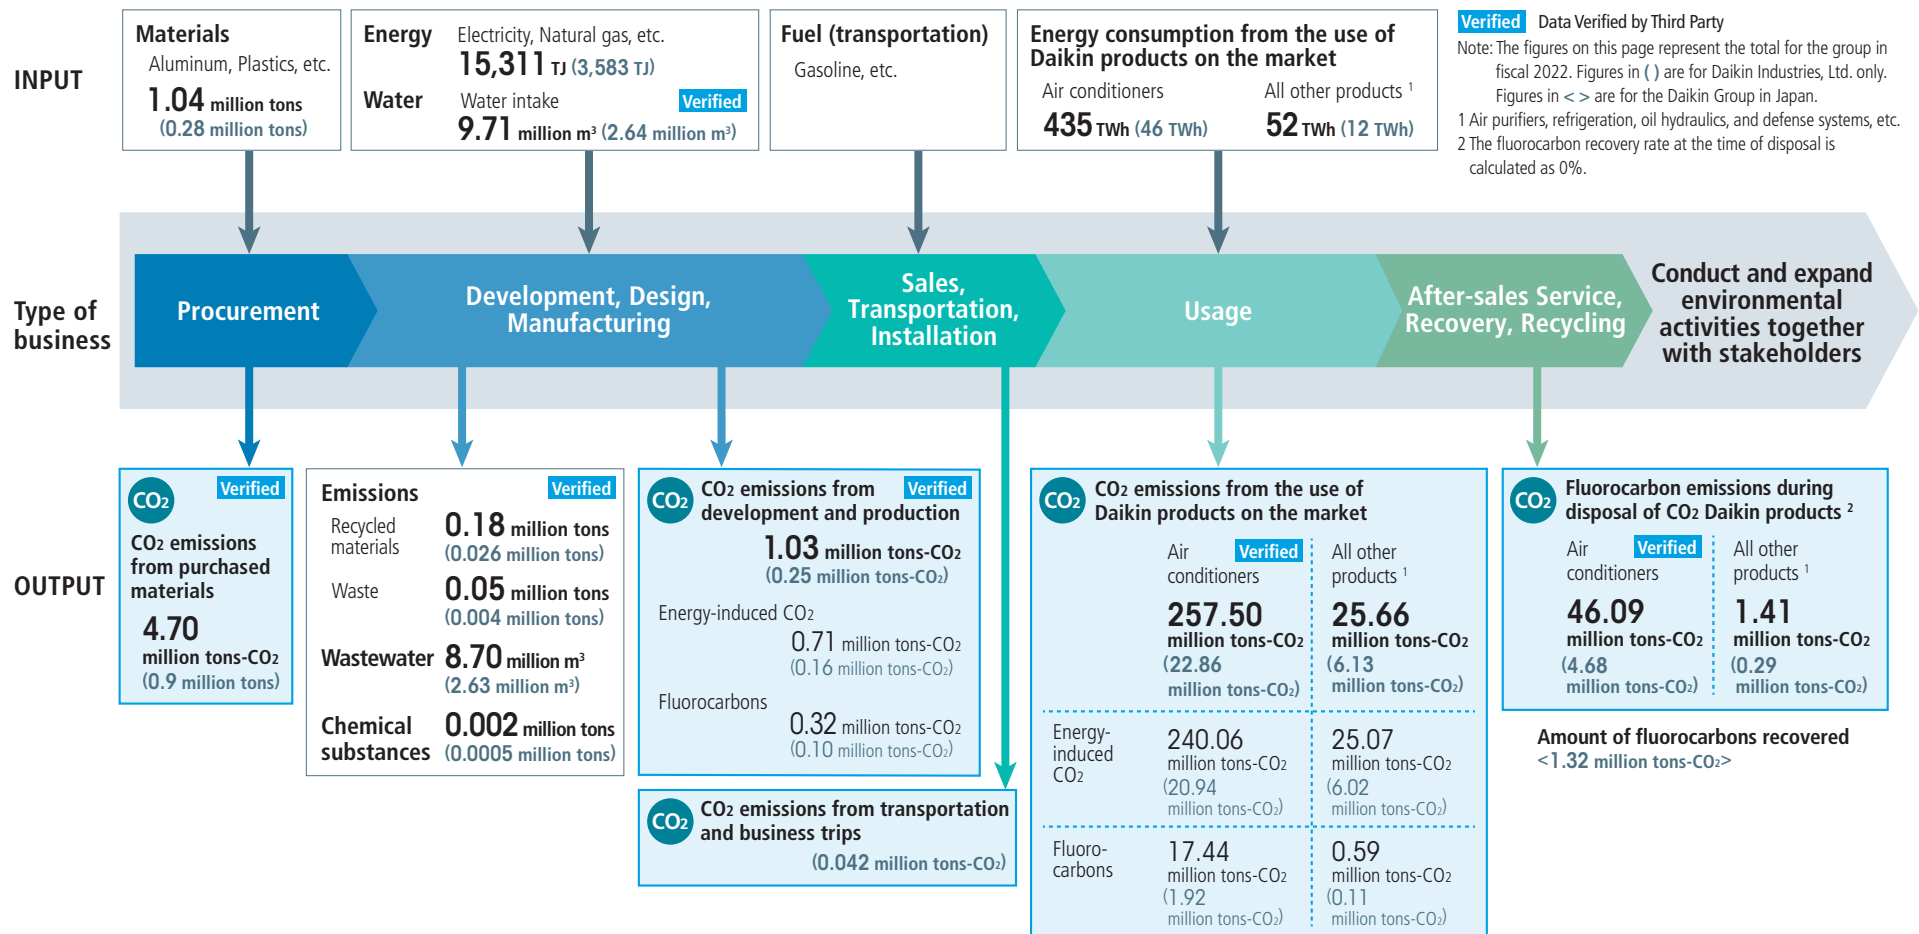 INPUT
Materials
Aluminum, Plastics, etc.
1.04 million tons
(0.28 million tons)
Energy
Electricity, Natural gas, etc.
15,311 TJ (3,583 TJ)
Water
Water intake
Verified
9.71 million m³ (2.64 million m³)
Fuel (transportation)
Gasoline, etc.
Energy consumption from the use of
Daikin products on the market
Air conditioners
435 TWh (46 TWh)
All other products ¹
52 TWh (12 TWh)
Verified Data Verified by Third Party
Note: The figures on this page represent the total for the group in
fiscal 2022. Figures in ( ) are for Daikin Industries, Ltd. only.
Figures in < > are for the Daikin Group in Japan.
1 Air purifiers, refrigeration, oil hydraulics, and defense systems, etc.
2 The fluorocarbon recovery rate at the time of disposal is
calculated as 0%.
Type of
business
Procurement
Development, Design,
Manufacturing
Sales,
Transportation,
Installation
Usage
After-sales Service,
Recovery, Recycling
Conduct and expand
environmental
activities together
with stakeholders
OUTPUT
CO₂
Verified
CO₂ emissions
from purchased
materials
4.70
million tons-CO₂
(0.9 million tons)
Emissions
Verified
Recycled
materials
0.18 million tons
(0.026 million tons)
Waste
0.05 million tons
(0.004 million tons)
Wastewater
8.70 million m³
(2.63 million m³)
Chemical
substances
0.002 million tons
(0.0005 million tons)
CO₂
CO₂ emissions from
development and production
Verified
1.03 million tons-CO₂
(0.25 million tons-CO₂)
Energy-induced CO₂
0.71 million tons-CO₂
(0.16 million tons-CO₂)
Fluorocarbons
0.32 million tons-CO₂
(0.10 million tons-CO₂)
CO₂
CO₂ emissions from transportation
and business trips
(0.042 million tons-CO₂)
CO₂
CO₂ emissions from the use of
Daikin products on the market
Air
conditioners
Verified
257.50
million tons-CO₂
(22.86
million tons-CO₂)
All other
products ¹
25.66
million tons-CO₂
(6.13
million tons-CO₂)
Energy-
induced
CO₂
240.06
million tons-CO₂
(20.94
million tons-CO₂)
25.07
million tons-CO₂
(6.02
million tons-CO₂)
Fluoro-
carbons
17.44
million tons-CO₂
(1.92
million tons-CO₂)
0.59
million tons-CO₂
(0.11
million tons-CO₂)
CO₂
Fluorocarbon emissions during
disposal of CO₂ Daikin products ²
Air
conditioners
Verified
46.09
million tons-CO₂
(4.68
million tons-CO₂)
All other
products ¹
1.41
million tons-CO₂
(0.29
million tons-CO₂)
Amount of fluorocarbons recovered
<1.32 million tons-CO₂>